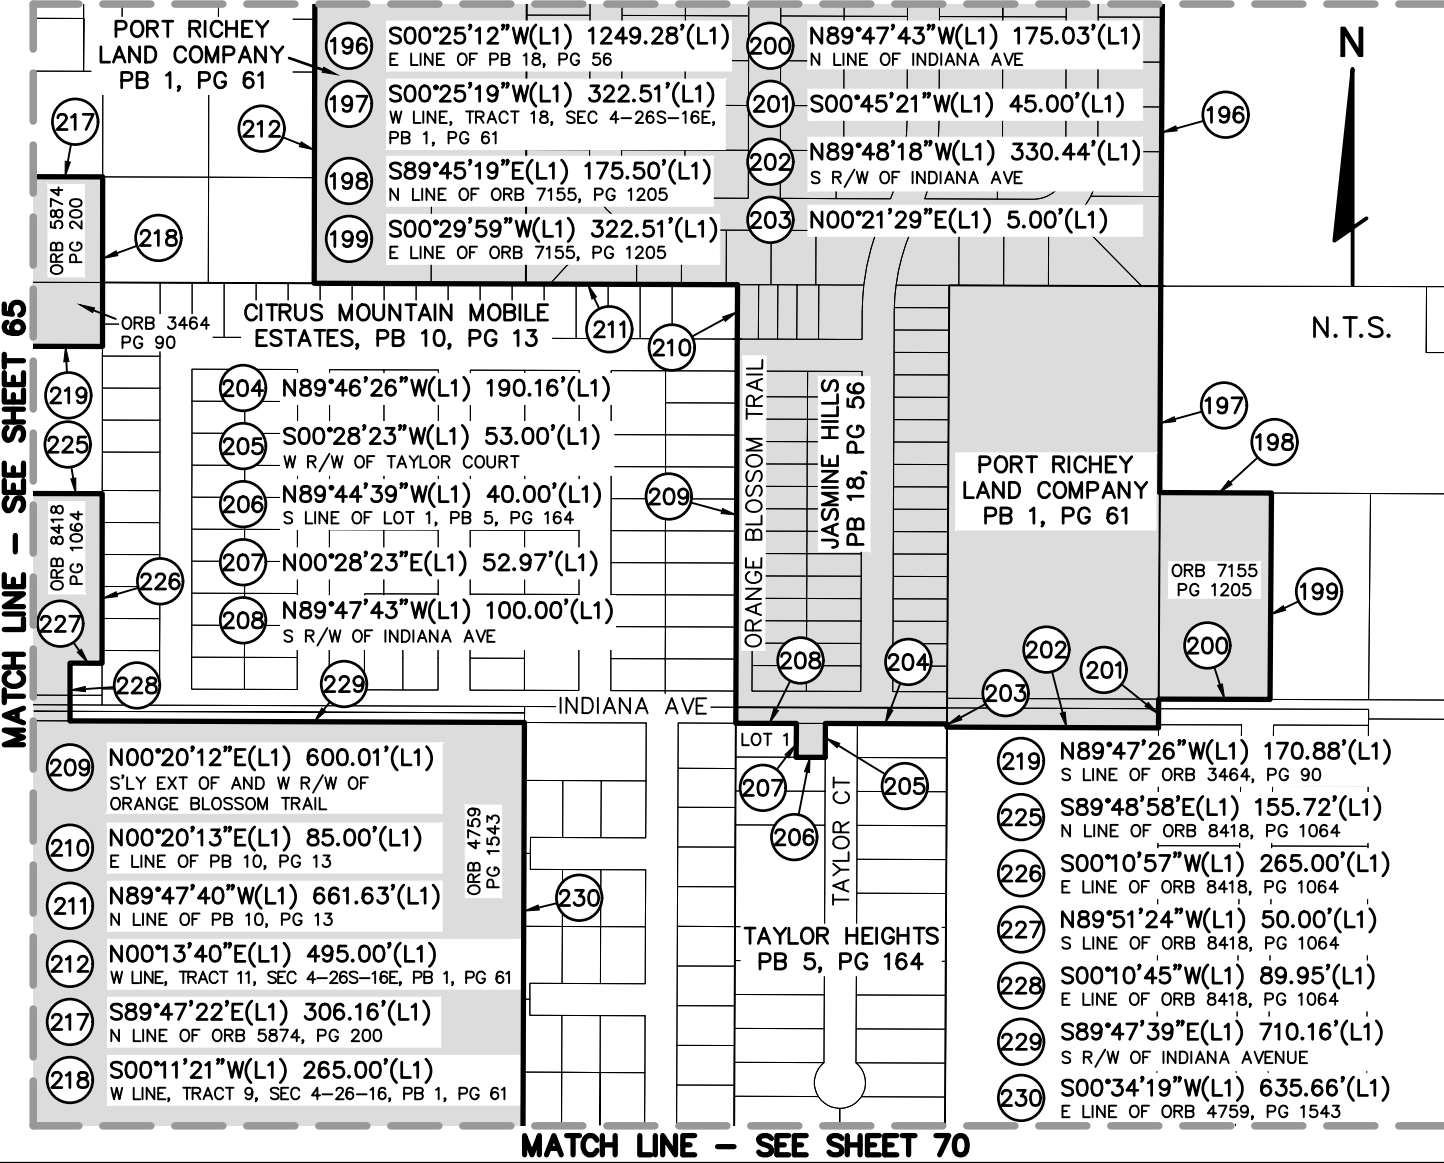 PORT RICHEY
LAND COMPANY
PB 1, PG 61
196 S00°25'12"W(L1) 1249.28'(L1)
E LINE OF PB 18, PG 56
197 S00°25'19"W(L1) 322.51'(L1)
W LINE, TRACT 18, SEC 4-26S-16E,
PB 1, PG 61
198 S89°45'19"E(L1) 175.50'(L1)
N LINE OF ORB 7155, PG 1205
199 S00°29'59"W(L1) 322.51'(L1)
E LINE OF ORB 7155, PG 1205
200 N89°47'43"W(L1) 175.03'(L1)
N LINE OF INDIANA AVE
201 S00°45'21"W(L1) 45.00'(L1)
202 N89°48'18"W(L1) 330.44'(L1)
S R/W OF INDIANA AVE
203 N00°21'29"E(L1) 5.00'(L1)
N
N.T.S.
196
217
212
ORB 5874
PG 200
218
ORB 3464
PG 90
CITRUS MOUNTAIN MOBILE
ESTATES, PB 10, PG 13
211
210
219
225
204 N89°46'26"W(L1) 190.16'(L1)
205 S00°28'23"W(L1) 53.00'(L1)
W R/W OF TAYLOR COURT
206 N89°44'39"W(L1) 40.00'(L1)
S LINE OF LOT 1, PB 5, PG 164
207 N00°28'23"E(L1) 52.97'(L1)
208 N89°47'43"W(L1) 100.00'(L1)
S R/W OF INDIANA AVE
209
ORANGE BLOSSOM TRAIL
JASMINE HILLS
PB 18, PG 56
PORT RICHEY
LAND COMPANY
PB 1, PG 61
197
198
ORB 7155
PG 1205
199
200
ORB 8418
PG 1064
226
227
228
229
INDIANA AVE
208
204
203
202
201
MATCH LINE - SEE SHEET 65
LOT 1
207
206
205
TAYLOR CT
TAYLOR HEIGHTS
PB 5, PG 164
209 N00°20'12"E(L1) 600.01'(L1)
S'LY EXT OF AND W R/W OF
ORANGE BLOSSOM TRAIL
210 N00°20'13"E(L1) 85.00'(L1)
E LINE OF PB 10, PG 13
211 N89°47'40"W(L1) 661.63'(L1)
N LINE OF PB 10, PG 13
212 N00°13'40"E(L1) 495.00'(L1)
W LINE, TRACT 11, SEC 4-26S-16E, PB 1, PG 61
217 S89°47'22'E(L1) 306.16'(L1)
N LINE OF ORB 5874, PG 200
218 S00°11'21"W(L1) 265.00'(L1)
W LINE, TRACT 9, SEC 4-26-16, PB 1, PG 61
ORB 4759
PG 1543
230
219 N89°47'26"W(L1) 170.88'(L1)
S LINE OF ORB 3464, PG 90
225 S89°48'58'E(L1) 155.72'(L1)
N LINE OF ORB 8418, PG 1064
226 S00°10'57"W(L1) 265.00'(L1)
E LINE OF ORB 8418, PG 1064
227 N89°51'24"W(L1) 50.00'(L1)
S LINE OF ORB 8418, PG 1064
228 S00°10'45"W(L1) 89.95'(L1)
E LINE OF ORB 8418, PG 1064
229 S89°47'39"E(L1) 710.16'(L1)
S R/W OF INDIANA AVENUE
230 S00°34'19"W(L1) 635.66'(L1)
E LINE OF ORB 4759, PG 1543
MATCH LINE - SEE SHEET 70